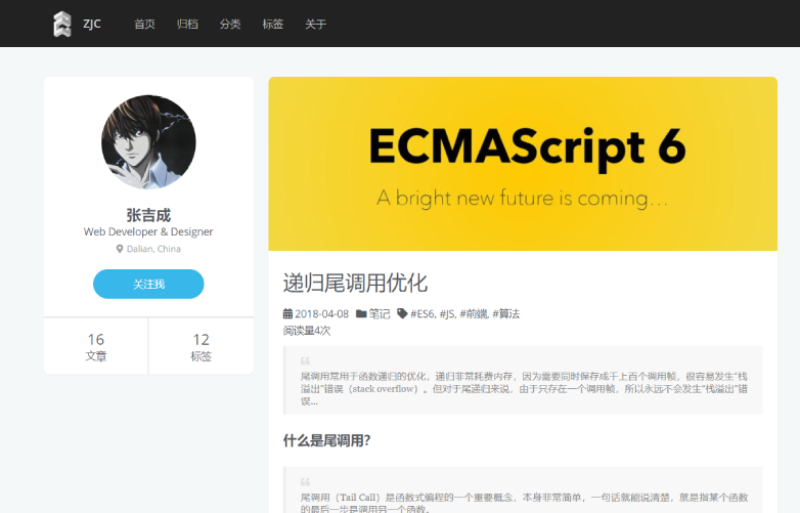 ZJC 首页 归档 分类 标签 关于
张吉成
Web Developer & Designer
Dalian, China
关注我
16 12
文章 标签
ECMAScript 6
A bright new future is coming...
递归尾调用优化
2018-04-08 笔记 #ES6, #JS, #前端, #算法
阅读量4次
尾调用常用于函数递归的优化。递归非常耗费内存，因为需要同时保存成千上百个调用帧，很容易发生“栈
溢出”错误（stack overflow）。但对于尾递归来说，由于只存在一个调用帧，所以永远不会发生“栈溢出”错
误...
什么是尾调用？
尾调用（Tail Call）是函数式编程的一个重要概念，本身非常简单，一句话就能说清楚，就是指某个函数
的最后一步是调用另一个函数。